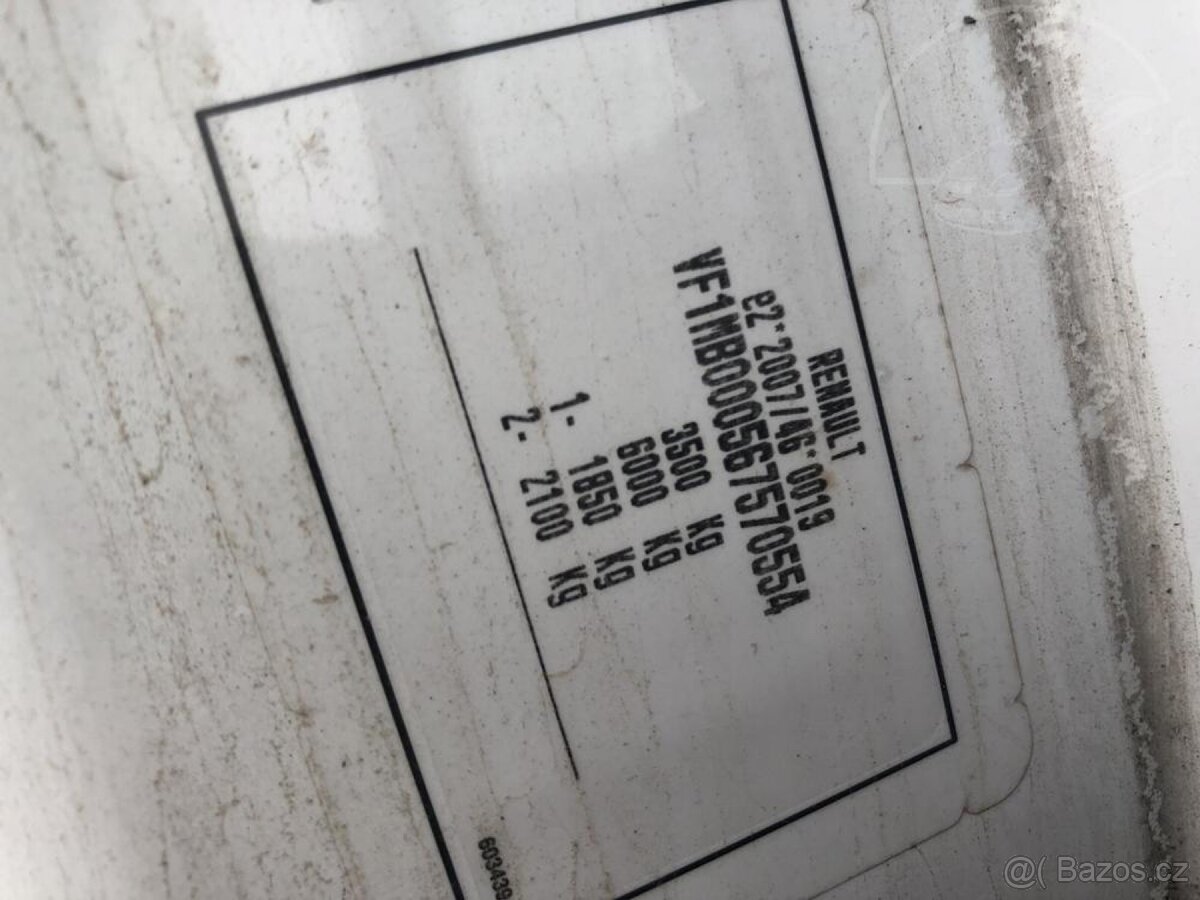 RENAULT
e2*2007/46*0019
VF1MB000567570554
3500 Kg
6000 Kg
1- 1850 Kg
2- 2100 Kg
603439
@( Bazos.cz